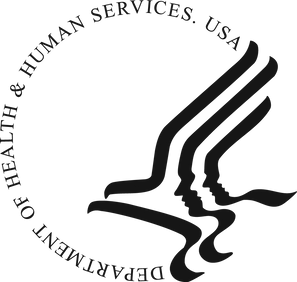 DEPARTMENT OF HEALTH & HUMAN SERVICES. USA